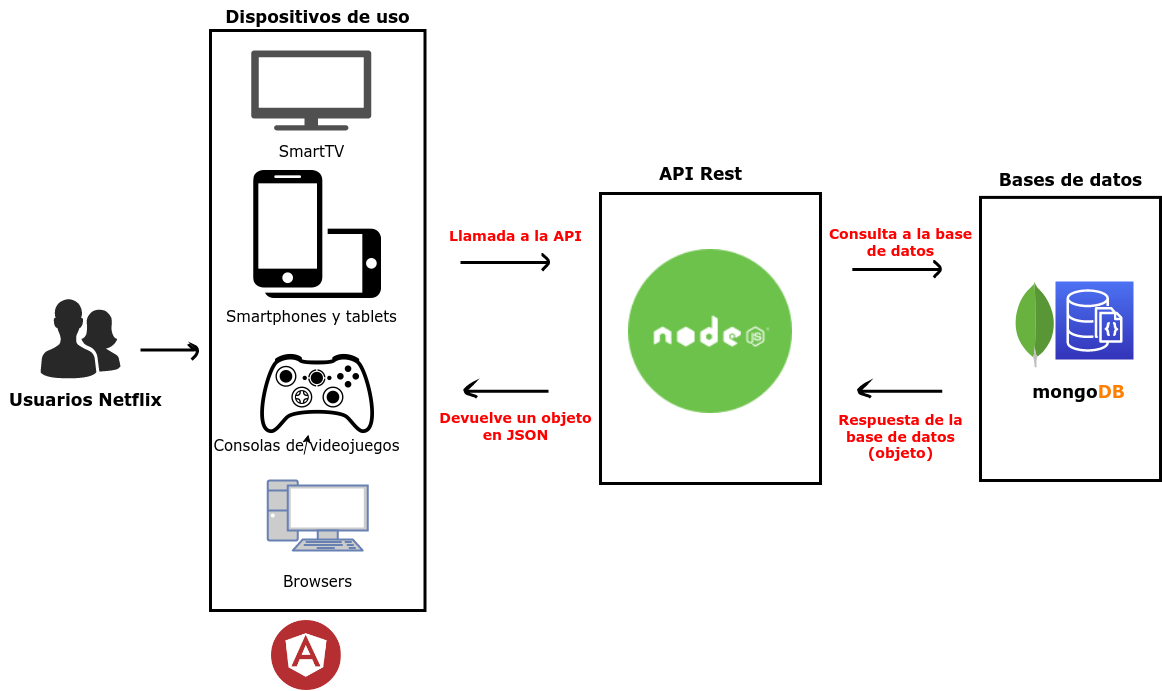 Dispositivos de uso
SmartTV
Smartphones y tablets
Consolas de videojuegos
Browsers
Usuarios Netflix
Llamada a la API
Devuelve un objeto
en JSON
API Rest
node
JS
Consulta a la base
de datos
Respuesta de la
base de datos
(objeto)
Bases de datos
mongoDB
A